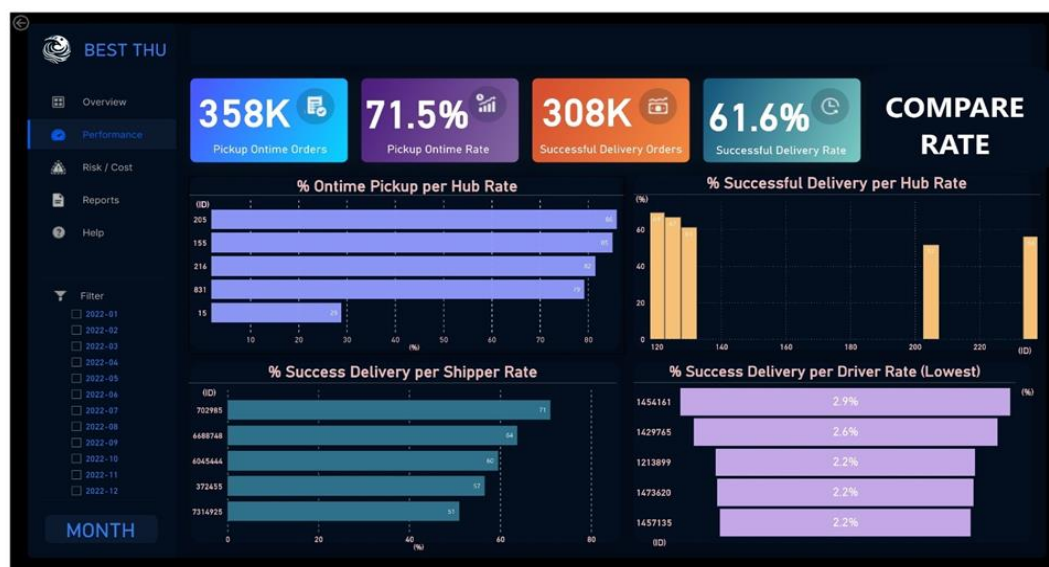 BEST THU
Overview
Performance
Risk / Cost
Reports
Help
Filter
2022-01
2022-02
2022-03
2022-04
2022-05
2022-06
2022-07
2022-08
2022-09
2022-10
2022-11
2022-12
MONTH
358K
Pickup Ontime Orders
71.5%
Pickup Ontime Rate
308K
Successful Delivery Orders
61.6%
Successful Delivery Rate
COMPARE
RATE
% Ontime Pickup per Hub Rate
(ID)
205
155 85
216 82
831 79
15
10 20 30 40 50 60 70 80
(%)
% Successful Delivery per Hub Rate
(%)
60
40
20
0
120 140 160 180 200 220
(ID)
% Success Delivery per Shipper Rate
(ID)
702985 71
6688748 64
6045444 60
372455 57
7314925 51
0 20 40 60 80
(%)
% Success Delivery per Driver Rate (Lowest)
(%)
1454161 2.9%
1429765 2.6%
1213899 2.2%
1473620 2.2%
1457135 2.2%
(ID)